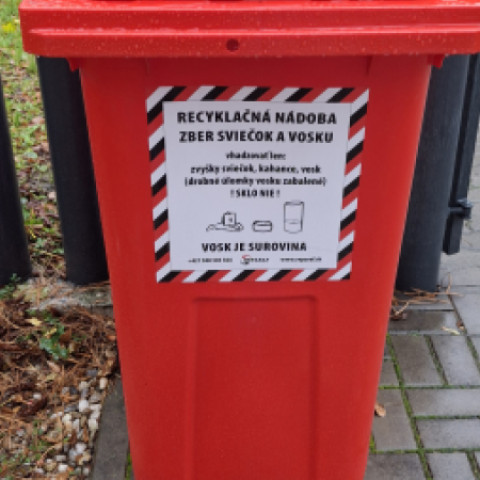 RECYKLAČNÁ NÁDOBA
ZBER SVIEČOK A VOSKU
vhadzovať len:
zvyšky sviečok, kahance, vosk
(drobné úlomky vosku zabalené)
! SKLO NIE !
VOSK JE SUROVINA